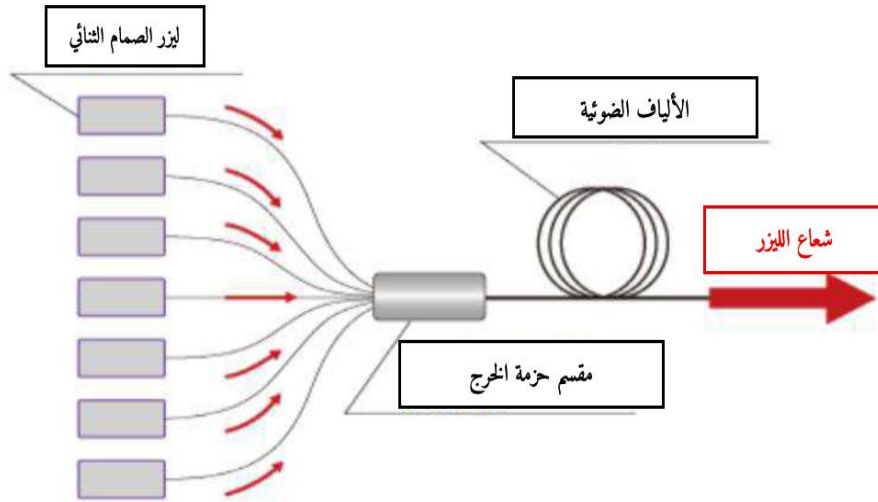 ليزر الصمام الثنائي
الألياف الضوئية
شعاع الليزر
مقسم حزمة الخرج